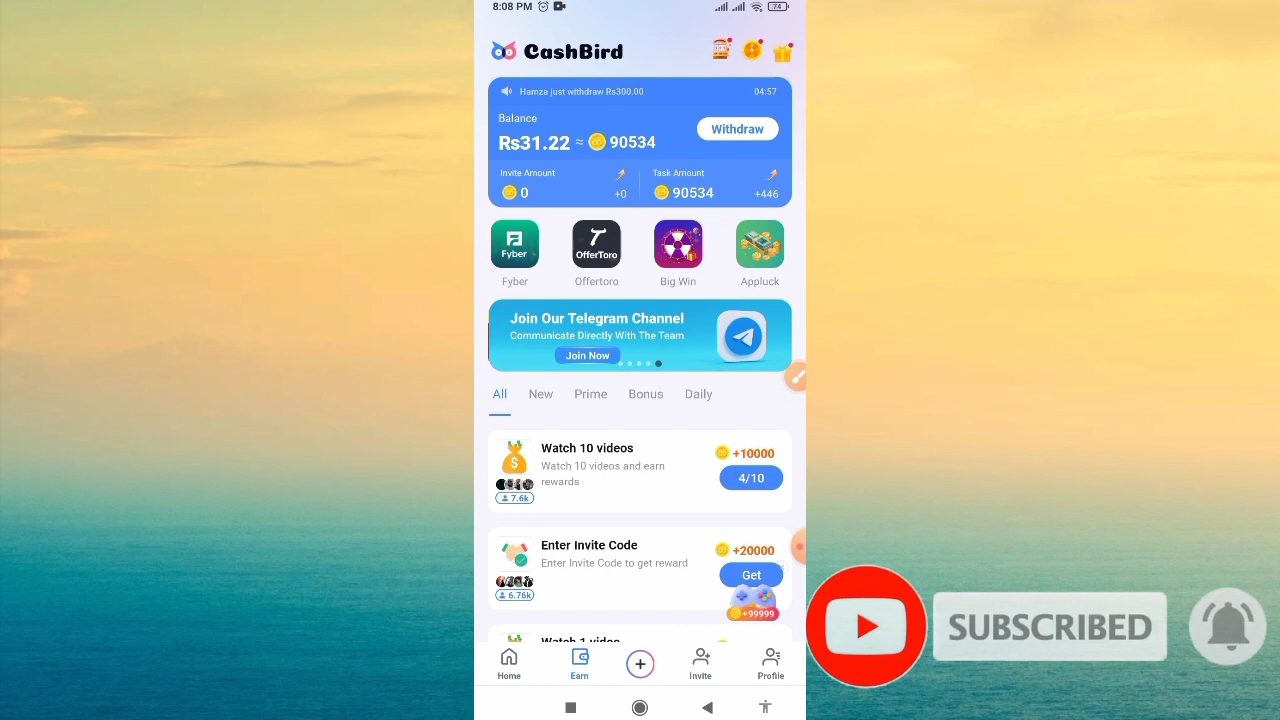 8:08 PM
74
CashBird
Hamza just withdraw Rs300.00 04:57
Balance
Rs31.22 ≈ 90534
Withdraw
Invite Amount
0 +0
Task Amount
90534 +446
Fyber
OfferToro
Fyber Offertoro Big Win Appluck
Join Our Telegram Channel
Communicate Directly With The Team
Join Now
All New Prime Bonus Daily
Watch 10 videos
Watch 10 videos and earn
rewards
7.6k
+10000
4/10
Enter Invite Code
Enter Invite Code to get reward
6.76k
+20000
Get
+99999
Watch 1 video
Home Earn Invite Profile
SUBSCRIBED